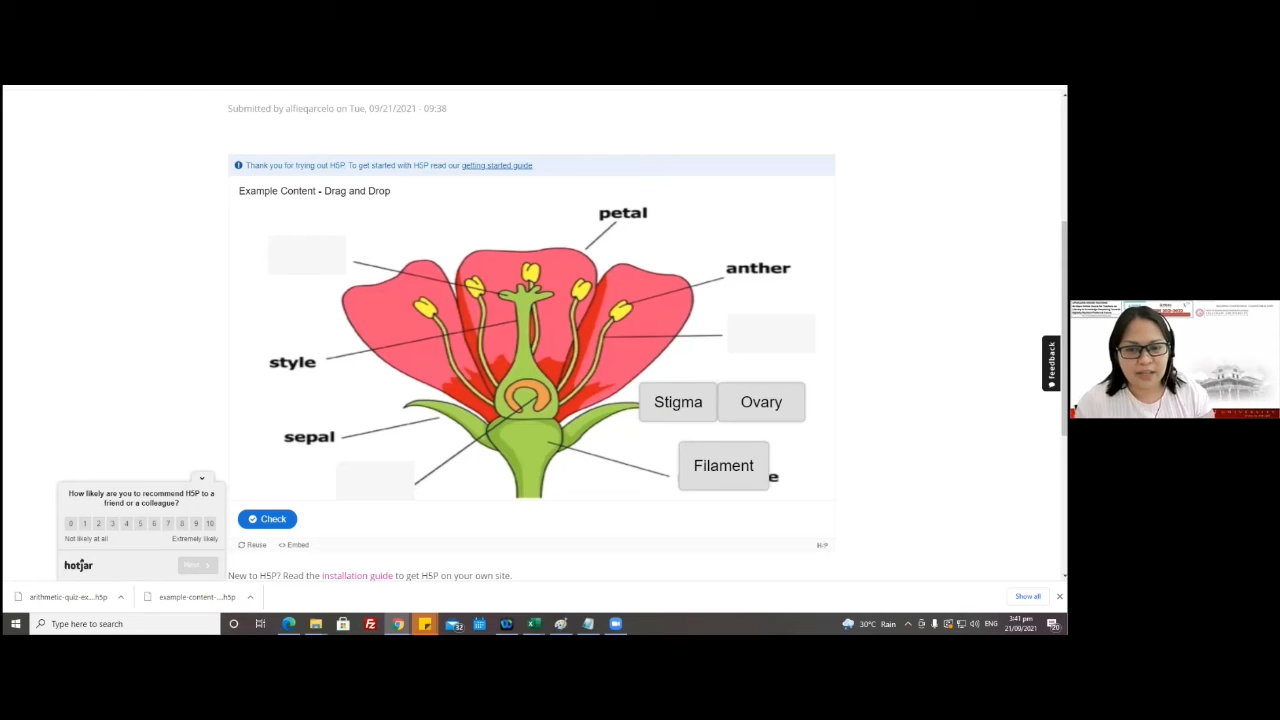 Submitted by alfieqarcelo on Tue, 09/21/2021 - 09:38
Thank you for trying out H5P. To get started with H5P read our getting started guide
Example Content - Drag and Drop
petal
anther
style
Stigma
Ovary
sepal
Filament
e
How likely are you to recommend H5P to a
friend or a colleague?
0 1 2 3 4 5 6 7 8 9 10
Not likely at all
Extremely likely
hotjar
Next
Check
Reuse
<> Embed
H5P
New to H5P? Read the installation guide to get H5P on your own site.
feedback
arithmetic-quiz-ex....h5p
example-content-....h5p
Show all
Type here to search
32
30°C Rain
ENG
3:41 pm
21/09/2021
20